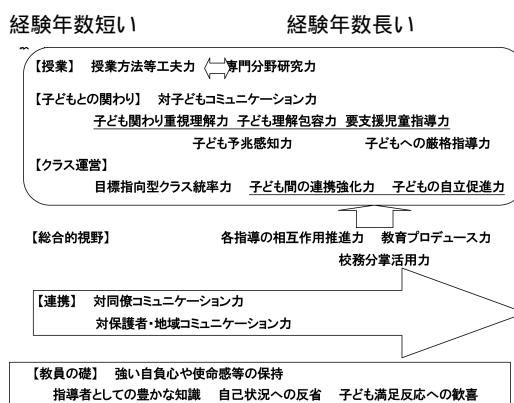 経験年数短い　経験年数長い
【授業】　授業方法等工夫力　専門分野研究力
【子どもとの関わり】　対子どもコミュニケーション力
子ども関わり重視理解力　子ども理解包容力　要支援児童指導力
子ども予兆感知力　子どもへの厳格指導力
【クラス運営】
目標指向型クラス統率力　子ども間の連携強化力　子どもの自立促進力
【総合的視野】　各指導の相互作用推進力　教育プロデュース力
校務分掌活用力
【連携】　対同僚コミュニケーション力
対保護者・地域コミュニケーション力
【教員の礎】　強い自負心や使命感等の保持
指導者としての豊かな知識　自己状況への反省　子ども満足反応への歓喜